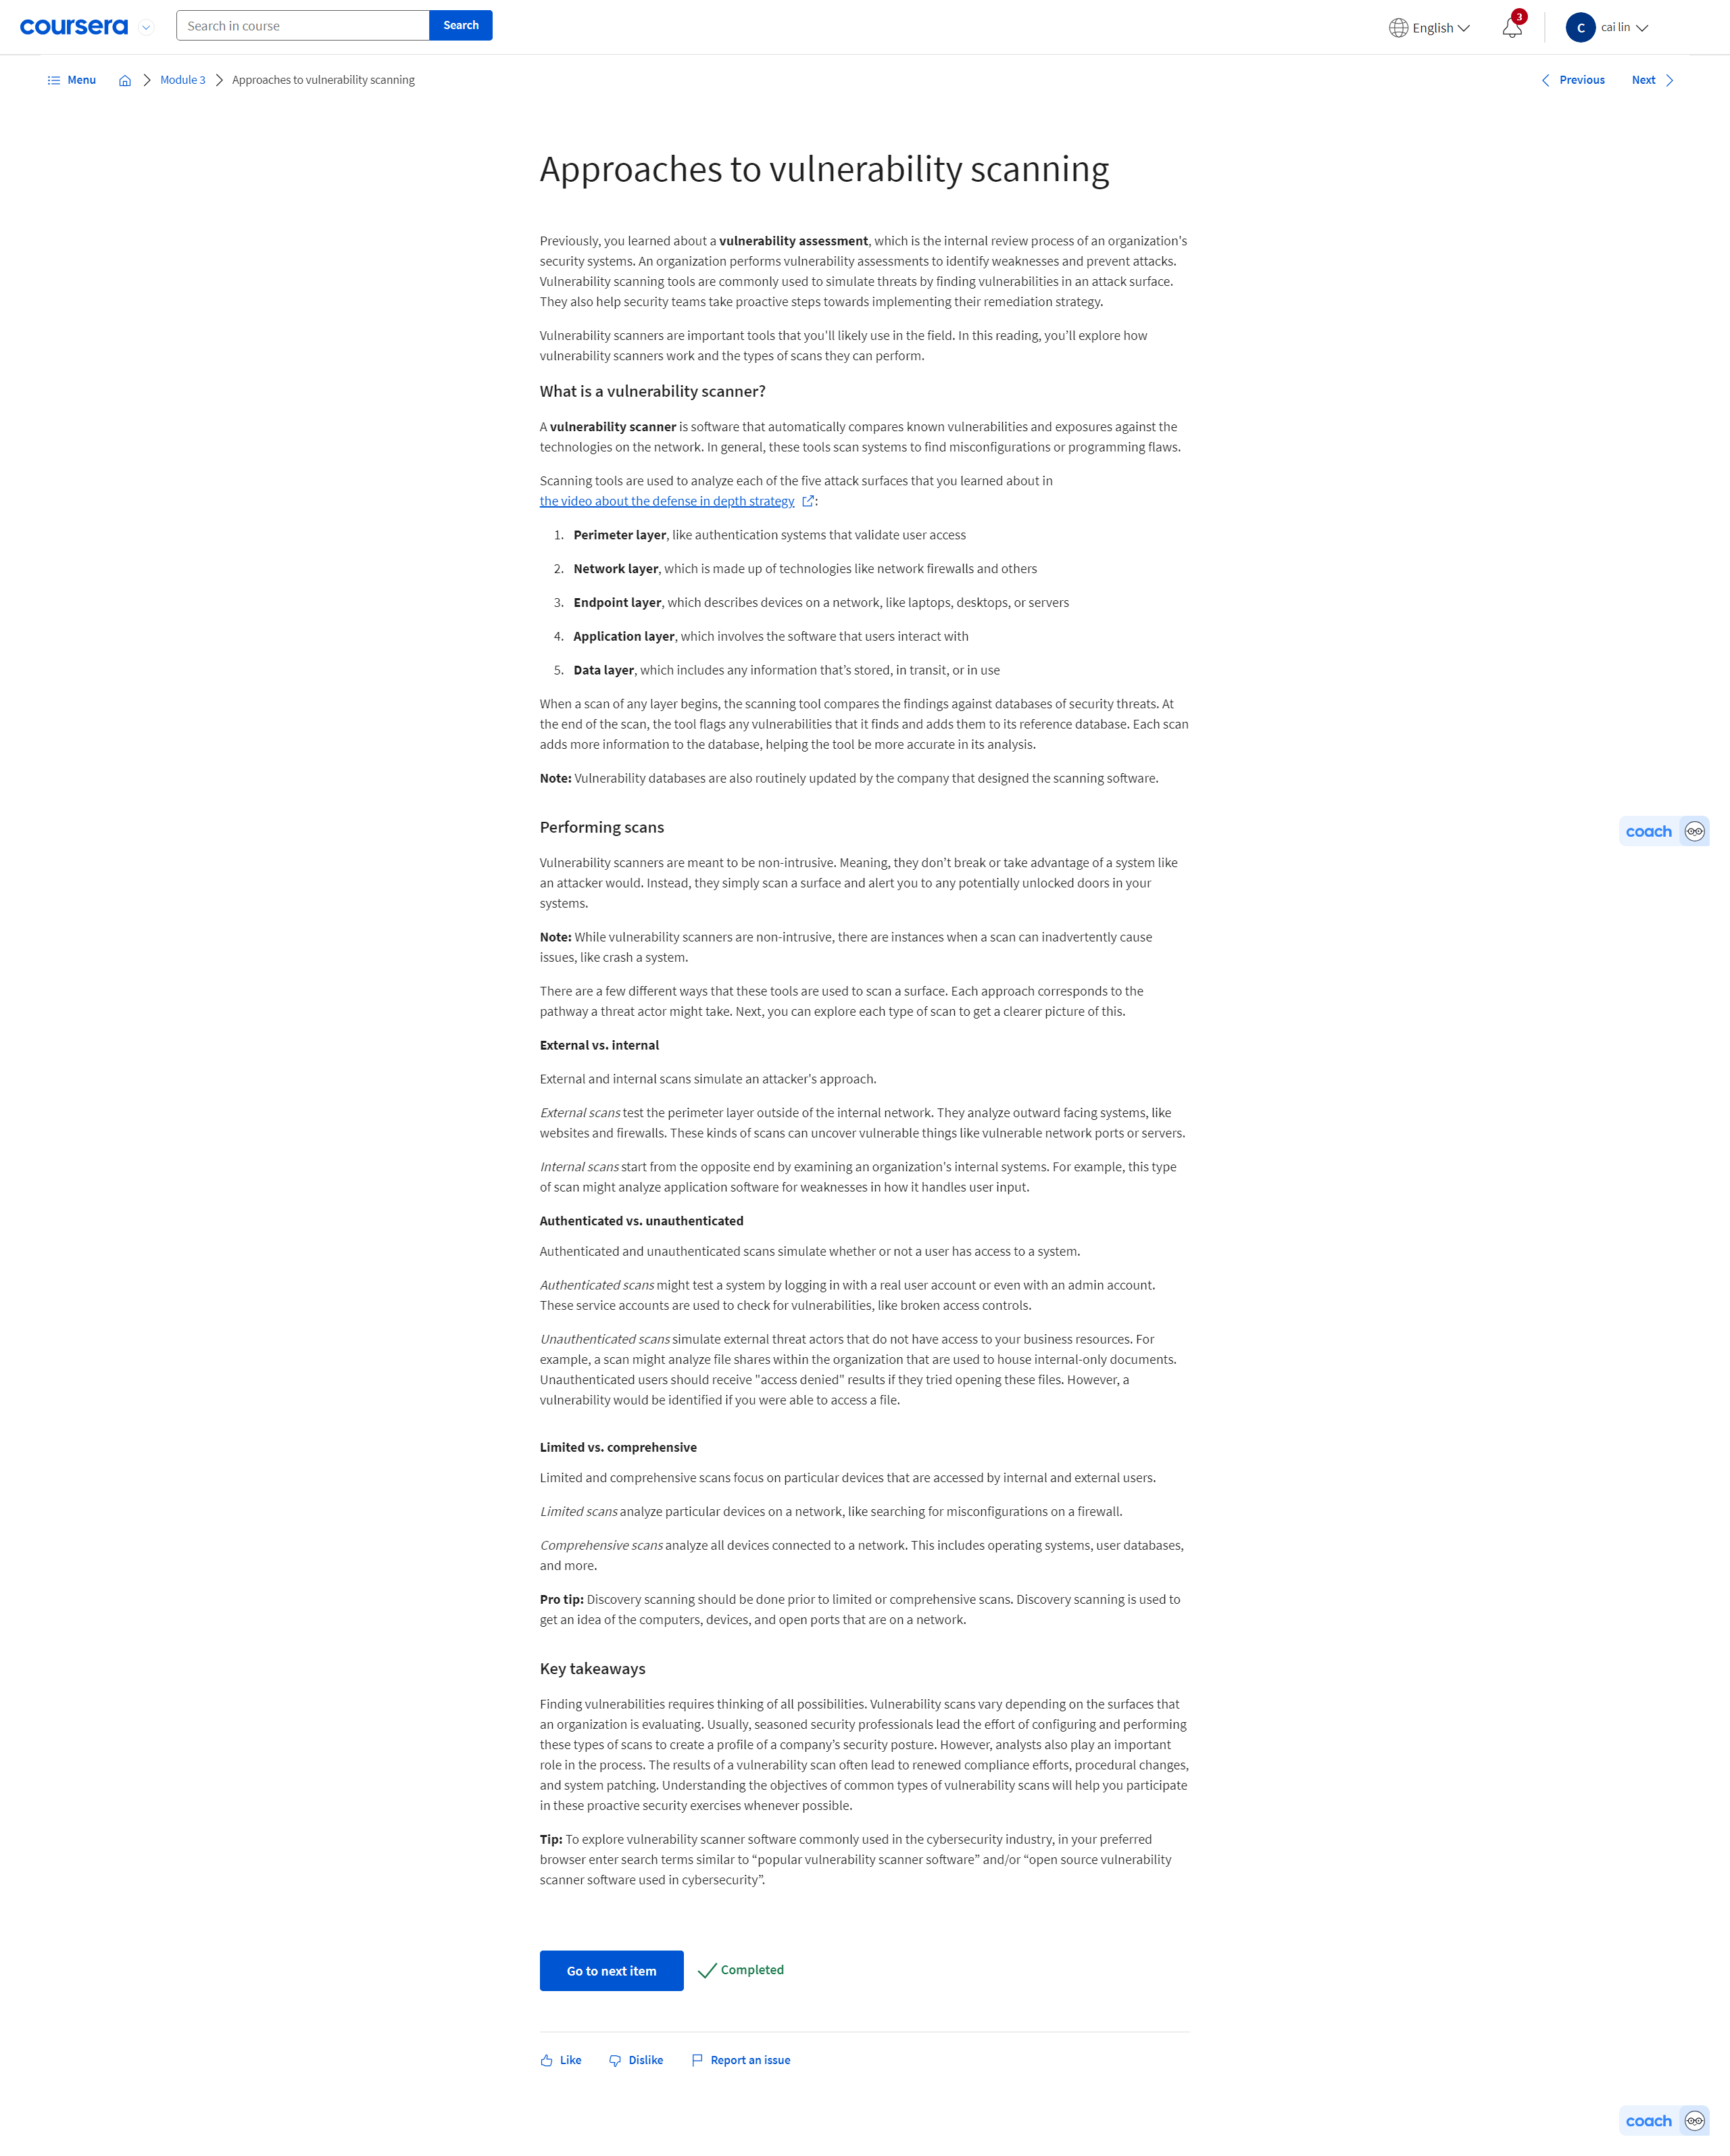 coursera
Search in course
Search
English
3
C
cai lin
Menu
Module 3
Approaches to vulnerability scanning
Previous
Next
Approaches to vulnerability scanning
Previously, you learned about a vulnerability assessment, which is the internal review process of an organization's
security systems. An organization performs vulnerability assessments to identify weaknesses and prevent attacks.
Vulnerability scanning tools are commonly used to simulate threats by finding vulnerabilities in an attack surface.
They also help security teams take proactive steps towards implementing their remediation strategy.
Vulnerability scanners are important tools that you'll likely use in the field. In this reading, you’ll explore how
vulnerability scanners work and the types of scans they can perform.
What is a vulnerability scanner?
A vulnerability scanner is software that automatically compares known vulnerabilities and exposures against the
technologies on the network. In general, these tools scan systems to find misconfigurations or programming flaws.
Scanning tools are used to analyze each of the five attack surfaces that you learned about in
the video about the defense in depth strategy :
1. Perimeter layer, like authentication systems that validate user access
2. Network layer, which is made up of technologies like network firewalls and others
3. Endpoint layer, which describes devices on a network, like laptops, desktops, or servers
4. Application layer, which involves the software that users interact with
5. Data layer, which includes any information that’s stored, in transit, or in use
When a scan of any layer begins, the scanning tool compares the findings against databases of security threats. At
the end of the scan, the tool flags any vulnerabilities that it finds and adds them to its reference database. Each scan
adds more information to the database, helping the tool be more accurate in its analysis.
Note: Vulnerability databases are also routinely updated by the company that designed the scanning software.
Performing scans
coach
Vulnerability scanners are meant to be non-intrusive. Meaning, they don’t break or take advantage of a system like
an attacker would. Instead, they simply scan a surface and alert you to any potentially unlocked doors in your
systems.
Note: While vulnerability scanners are non-intrusive, there are instances when a scan can inadvertently cause
issues, like crash a system.
There are a few different ways that these tools are used to scan a surface. Each approach corresponds to the
pathway a threat actor might take. Next, you can explore each type of scan to get a clearer picture of this.
External vs. internal
External and internal scans simulate an attacker's approach.
External scans test the perimeter layer outside of the internal network. They analyze outward facing systems, like
websites and firewalls. These kinds of scans can uncover vulnerable things like vulnerable network ports or servers.
Internal scans start from the opposite end by examining an organization's internal systems. For example, this type
of scan might analyze application software for weaknesses in how it handles user input.
Authenticated vs. unauthenticated
Authenticated and unauthenticated scans simulate whether or not a user has access to a system.
Authenticated scans might test a system by logging in with a real user account or even with an admin account.
These service accounts are used to check for vulnerabilities, like broken access controls.
Unauthenticated scans simulate external threat actors that do not have access to your business resources. For
example, a scan might analyze file shares within the organization that are used to house internal-only documents.
Unauthenticated users should receive "access denied" results if they tried opening these files. However, a
vulnerability would be identified if you were able to access a file.
Limited vs. comprehensive
Limited and comprehensive scans focus on particular devices that are accessed by internal and external users.
Limited scans analyze particular devices on a network, like searching for misconfigurations on a firewall.
Comprehensive scans analyze all devices connected to a network. This includes operating systems, user databases,
and more.
Pro tip: Discovery scanning should be done prior to limited or comprehensive scans. Discovery scanning is used to
get an idea of the computers, devices, and open ports that are on a network.
Key takeaways
Finding vulnerabilities requires thinking of all possibilities. Vulnerability scans vary depending on the surfaces that
an organization is evaluating. Usually, seasoned security professionals lead the effort of configuring and performing
these types of scans to create a profile of a company’s security posture. However, analysts also play an important
role in the process. The results of a vulnerability scan often lead to renewed compliance efforts, procedural changes,
and system patching. Understanding the objectives of common types of vulnerability scans will help you participate
in these proactive security exercises whenever possible.
Tip: To explore vulnerability scanner software commonly used in the cybersecurity industry, in your preferred
browser enter search terms similar to “popular vulnerability scanner software” and/or “open source vulnerability
scanner software used in cybersecurity”.
Go to next item
Completed
Like
Dislike
Report an issue
coach